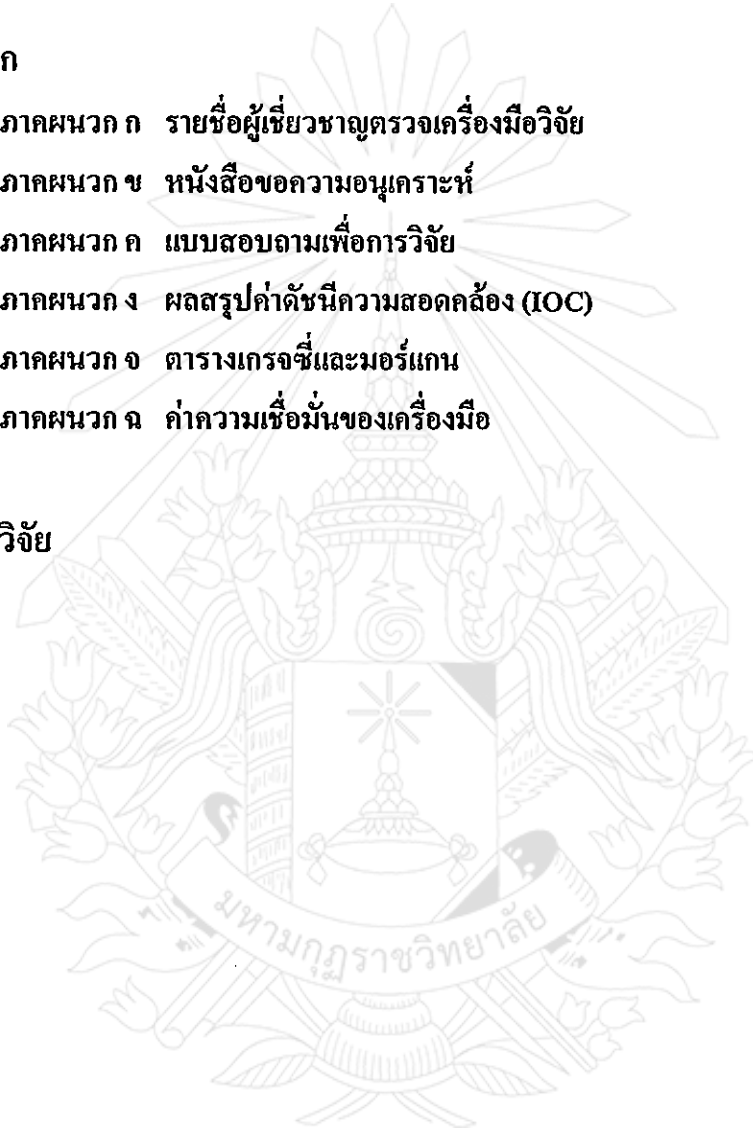 ก
ภาคผนวก ก รายชื่อผู้เชี่ยวชาญตรวจเครื่องมือวิจัย
ภาคผนวก ข หนังสือขอความอนุเคราะห์
ภาคผนวก ค แบบสอบถามเพื่อการวิจัย
ภาคผนวก ง ผลสรุปค่าดัชนีความสอดคล้อง (IOC)
ภาคผนวก จ ตารางเกรจซี่และมอร์แกน
ภาคผนวก ฉ ค่าความเชื่อมั่นของเครื่องมือ
วิจัย
มหามกุฏราชวิทยาลัย